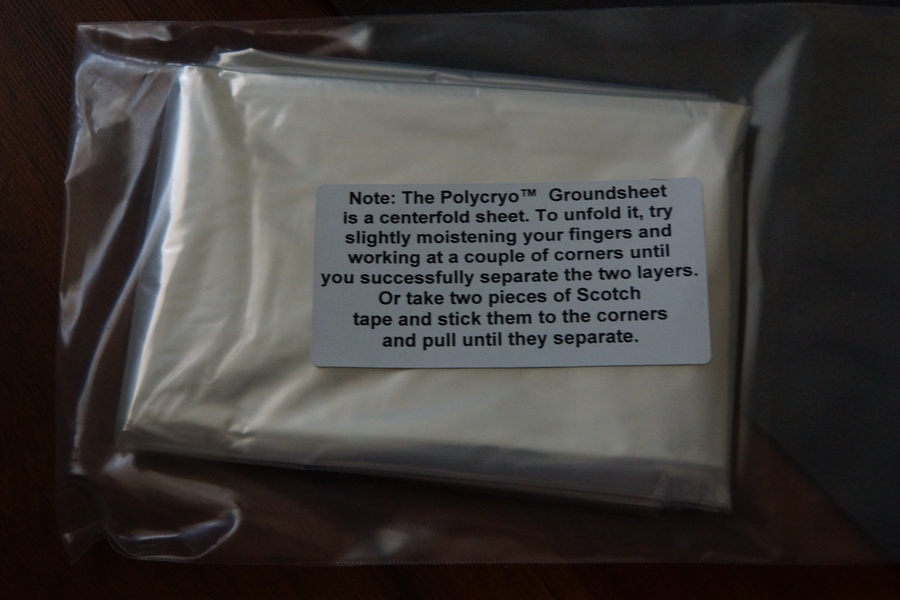 Note: The Polycryo™ Groundsheet
is a centerfold sheet. To unfold it, try
slightly moistening your fingers and
working at a couple of corners until
you successfully separate the two layers.
Or take two pieces of Scotch
tape and stick them to the corners
and pull until they separate.